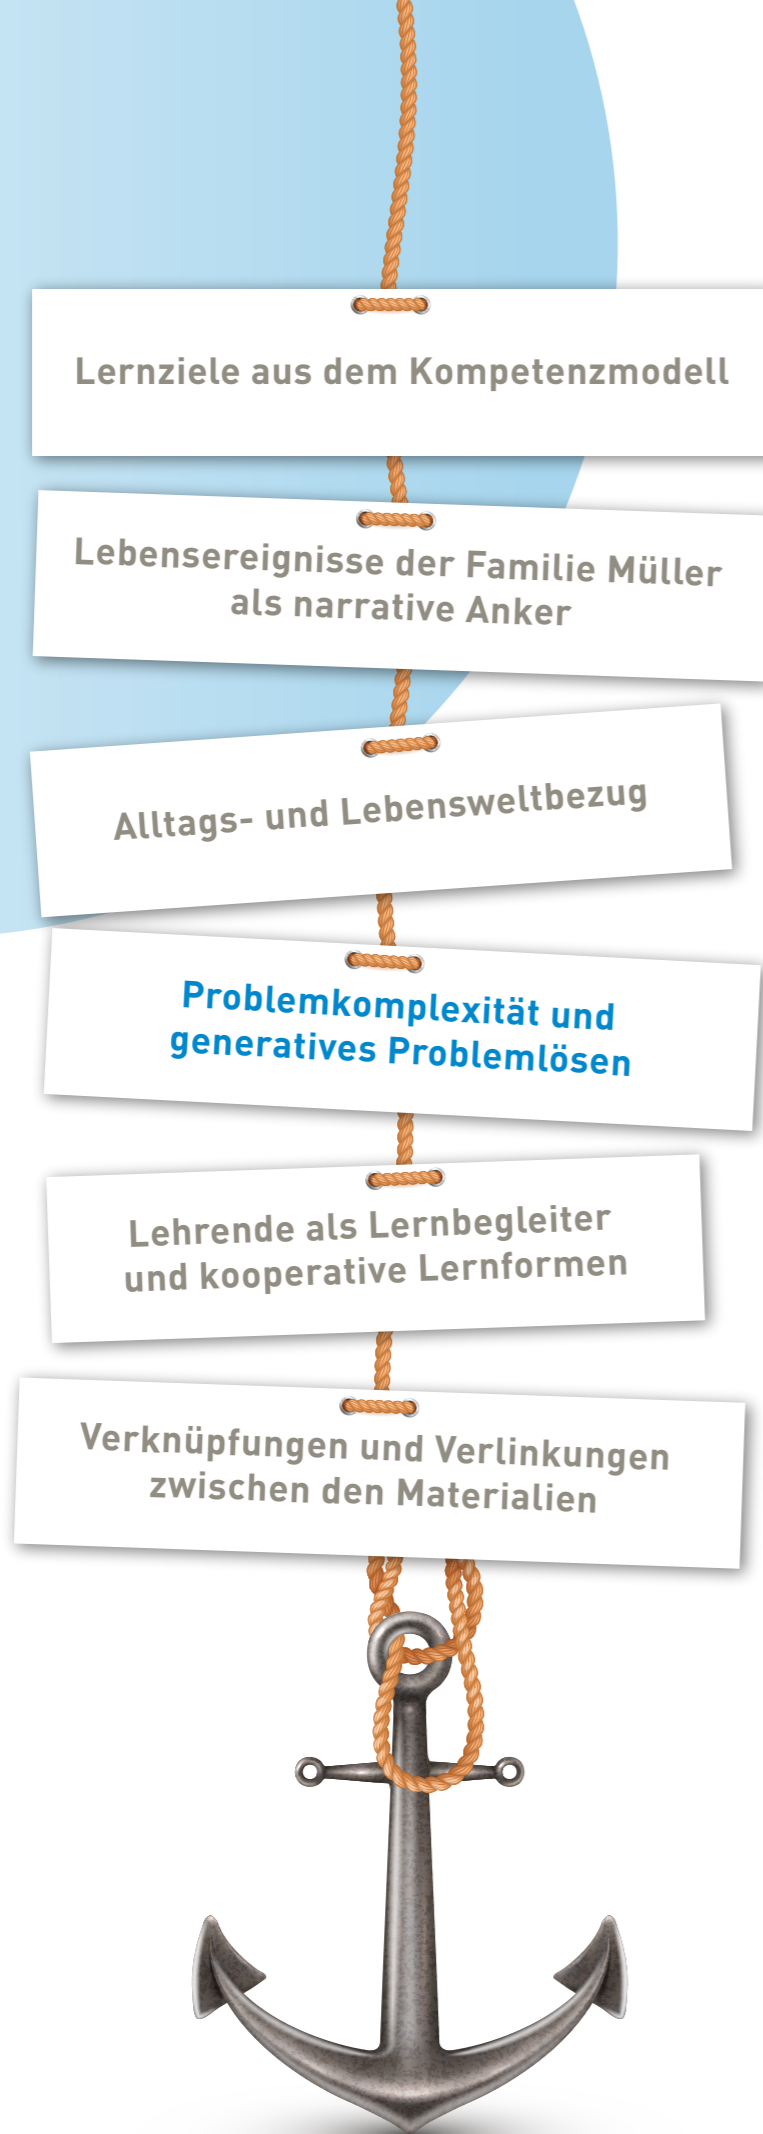 Lernziele aus dem Kompetenzmodell
Lebensereignisse der Familie Müller
als narrative Anker
Alltags- und Lebensweltbezug
Problemkomplexität und
generatives Problemlösen
Lehrende als Lernbegleiter
und kooperative Lernformen
Verknüpfungen und Verlinkungen
zwischen den Materialien